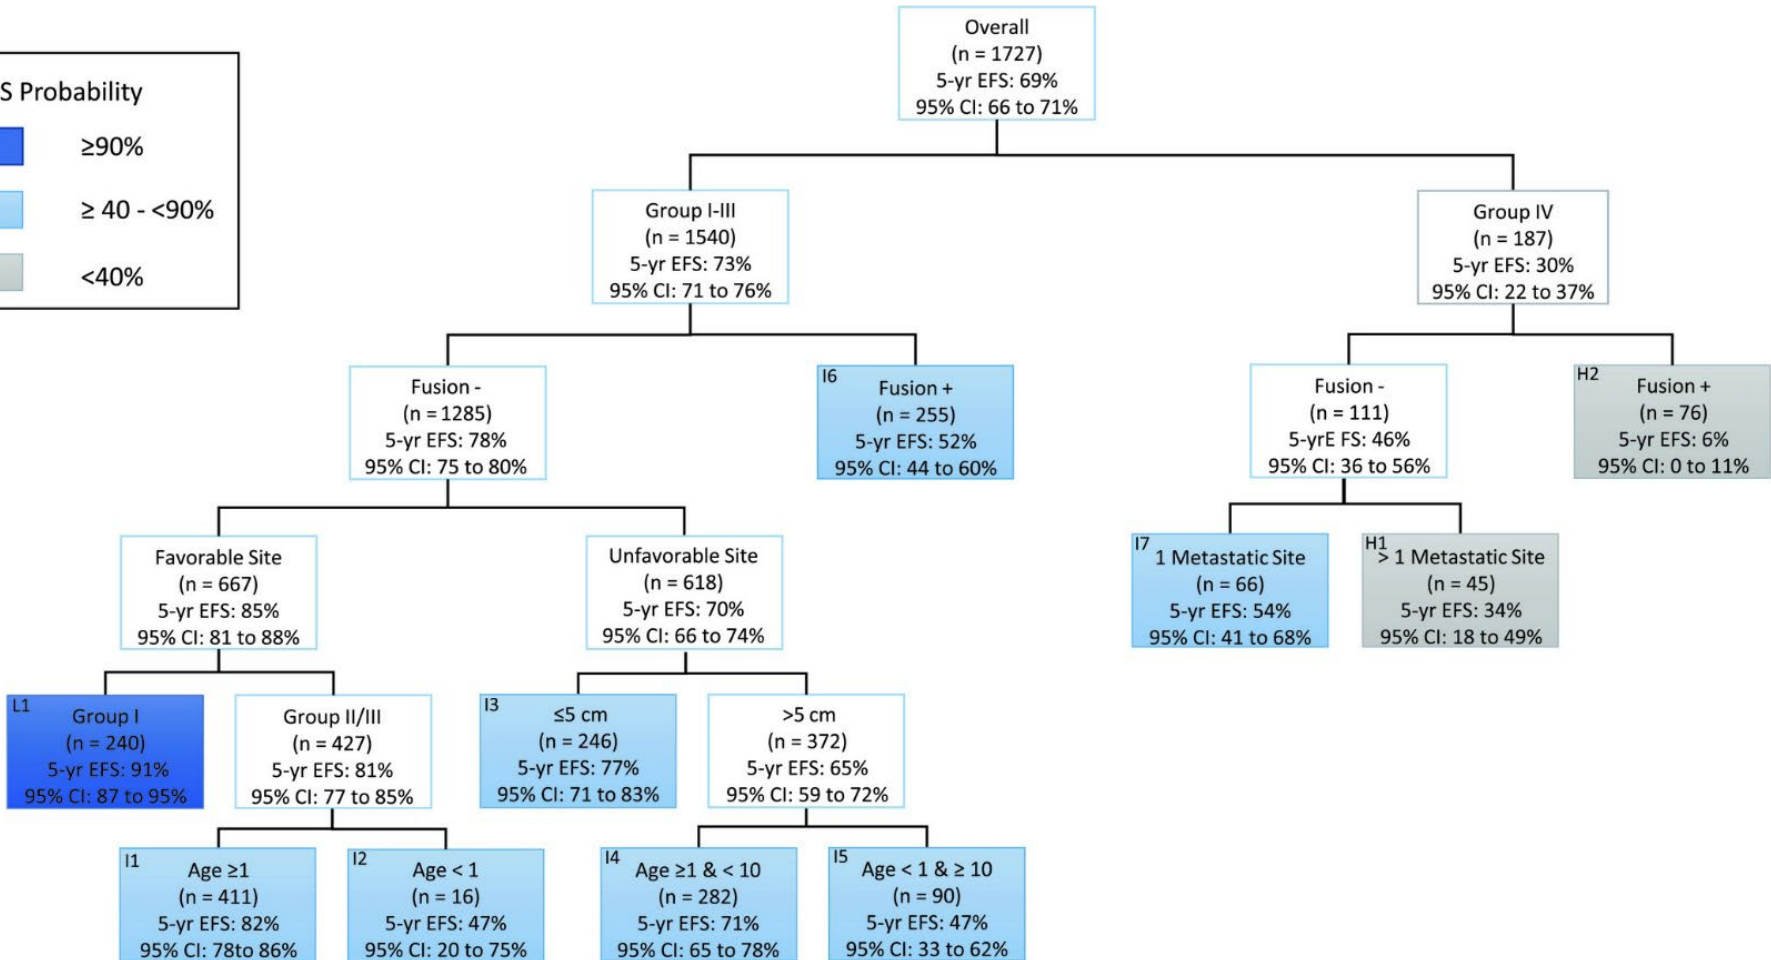 S Probability
≥90%
≥ 40 - <90%
<40%
Overall
(n = 1727)
5-yr EFS: 69%
95% CI: 66 to 71%
Group I-III
(n = 1540)
5-yr EFS: 73%
95% CI: 71 to 76%
Group IV
(n = 187)
5-yr EFS: 30%
95% CI: 22 to 37%
Fusion -
(n = 1285)
5-yr EFS: 78%
95% CI: 75 to 80%
I6
Fusion +
(n = 255)
5-yr EFS: 52%
95% CI: 44 to 60%
Fusion -
(n = 111)
5-yrE FS: 46%
95% CI: 36 to 56%
H2
Fusion +
(n = 76)
5-yr EFS: 6%
95% CI: 0 to 11%
Favorable Site
(n = 667)
5-yr EFS: 85%
95% CI: 81 to 88%
Unfavorable Site
(n = 618)
5-yr EFS: 70%
95% CI: 66 to 74%
I7
1 Metastatic Site
(n = 66)
5-yr EFS: 54%
95% CI: 41 to 68%
H1
> 1 Metastatic Site
(n = 45)
5-yr EFS: 34%
95% CI: 18 to 49%
L1
Group I
(n = 240)
5-yr EFS: 91%
95% CI: 87 to 95%
Group II/III
(n = 427)
5-yr EFS: 81%
95% CI: 77 to 85%
I3
≤5 cm
(n = 246)
5-yr EFS: 77%
95% CI: 71 to 83%
>5 cm
(n = 372)
5-yr EFS: 65%
95% CI: 59 to 72%
I1
Age ≥1
(n = 411)
5-yr EFS: 82%
95% CI: 78to 86%
I2
Age < 1
(n = 16)
5-yr EFS: 47%
95% CI: 20 to 75%
I4
Age ≥1 & < 10
(n = 282)
5-yr EFS: 71%
95% CI: 65 to 78%
I5
Age < 1 & ≥ 10
(n = 90)
5-yr EFS: 47%
95% CI: 33 to 62%